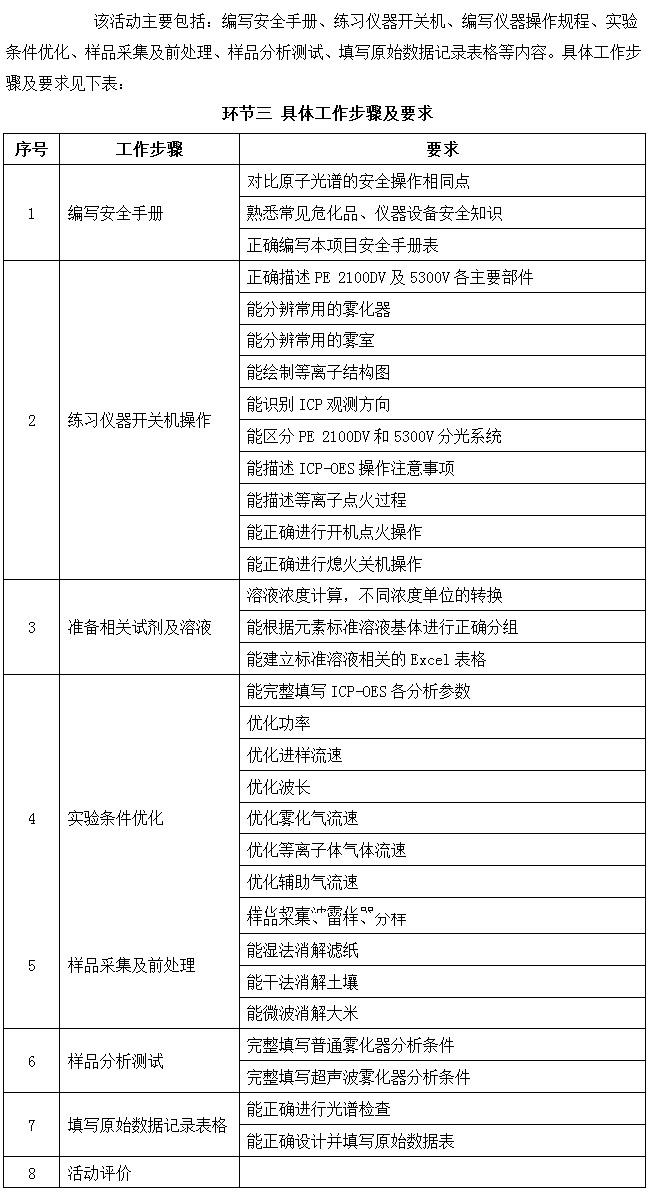 该活动主要包括：编写安全手册、练习仪器开关机、编写仪器操作规程、实验
条件优化、样品采集及前处理、样品分析测试、填写原始数据记录表格等内容。具体工作步
骤及要求见下表：
环节三 具体工作步骤及要求
序号 工作步骤 要求
1 编写安全手册
对比原子光谱的安全操作相同点
熟悉常见危化品、仪器设备安全知识
正确编写本项目安全手册表
2 练习仪器开关机操作
正确描述 PE 2100DV 及 5300V 各主要部件
能分辨常用的雾化器
能分辨常用的雾室
能绘制等离子结构图
能识别 ICP 观测方向
能区分 PE 2100DV 和 5300V 分光系统
能描述 ICP-OES 操作注意事项
能描述等离子点火过程
能正确进行开机点火操作
能正确进行熄火关机操作
3 准备相关试剂及溶液
溶液浓度计算，不同浓度单位的转换
能根据元素标准溶液基体进行正确分组
能建立标准溶液相关的 Excel 表格
4 实验条件优化
能完整填写 ICP-OES 各分析参数
优化功率
优化进样流速
优化波长
优化雾化气流速
优化等离子体气体流速
优化辅助气流速
5 样品采集及前处理
样品采集、留样、分样
能湿法消解滤纸
能干法消解土壤
能微波消解大米
6 样品分析测试
完整填写普通雾化器分析条件
完整填写超声波雾化器分析条件
7 填写原始数据记录表格
能正确进行光谱检查
能正确设计并填写原始数据表
8 活动评价